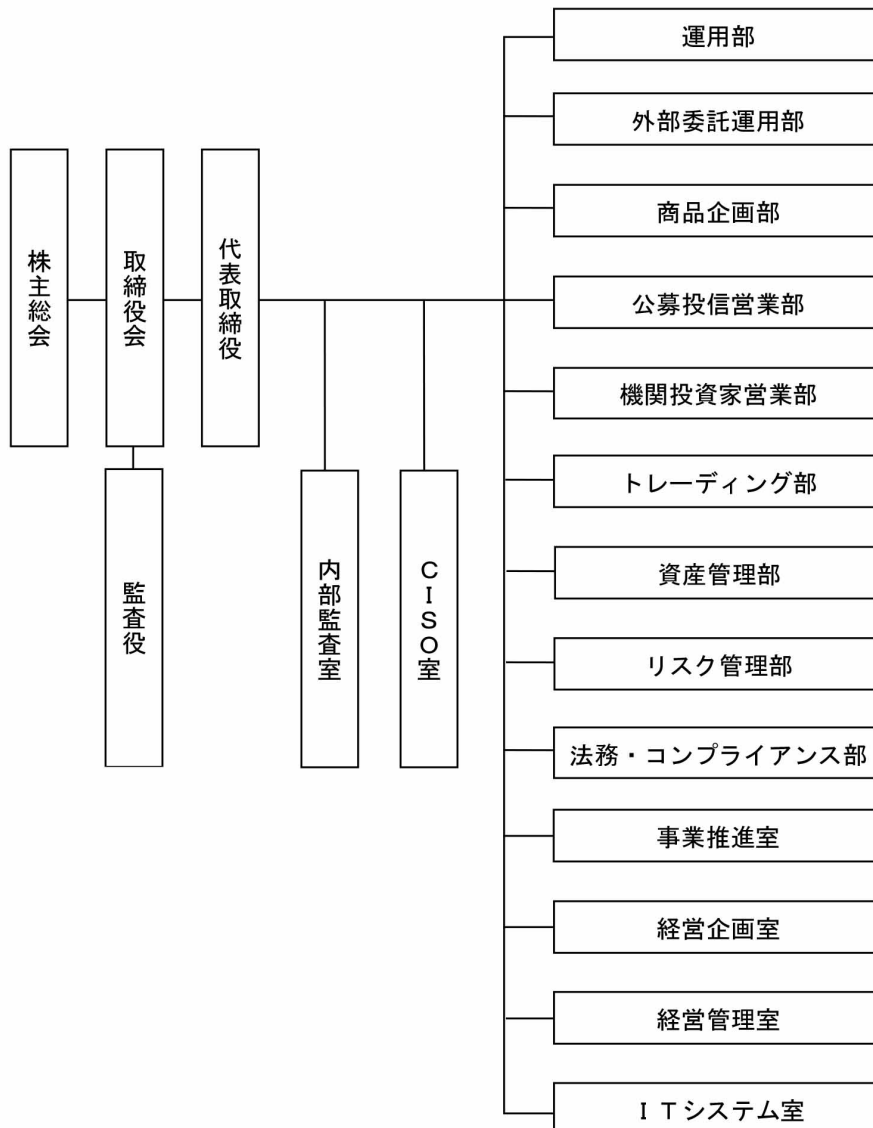 株主総会
取締役会
代表取締役
監査役
内部監査室
ＣＩＳＯ室
運用部
外部委託運用部
商品企画部
公募投信営業部
機関投資家営業部
トレーディング部
資産管理部
リスク管理部
法務・コンプライアンス部
事業推進室
経営企画室
経営管理室
ＩＴシステム室